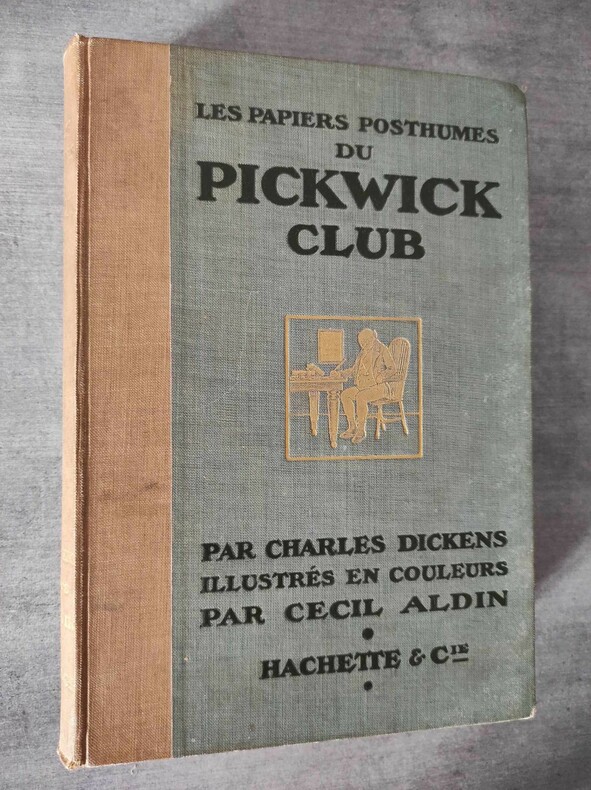 LES PAPIERS POSTHUMES
DU
PICKWICK
CLUB
PAR CHARLES DICKENS
ILLUSTRÉS EN COULEURS
PAR CECIL ALDIN
HACHETTE & CIE